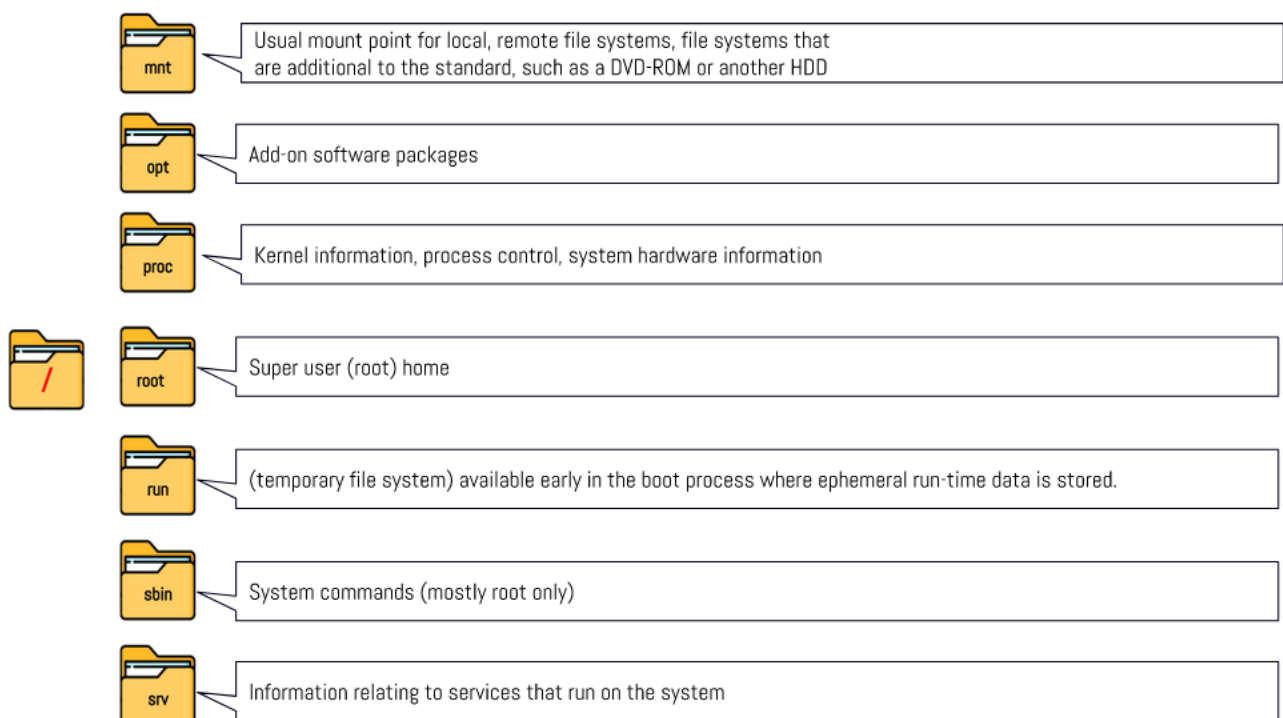 mnt
Usual mount point for local, remote file systems, file systems that
are additional to the standard, such as a DVD-ROM or another HDD
opt
Add-on software packages
proc
Kernel information, process control, system hardware information
/
root
Super user (root) home
run
(temporary file system) available early in the boot process where ephemeral run-time data is stored.
sbin
System commands (mostly root only)
srv
Information relating to services that run on the system